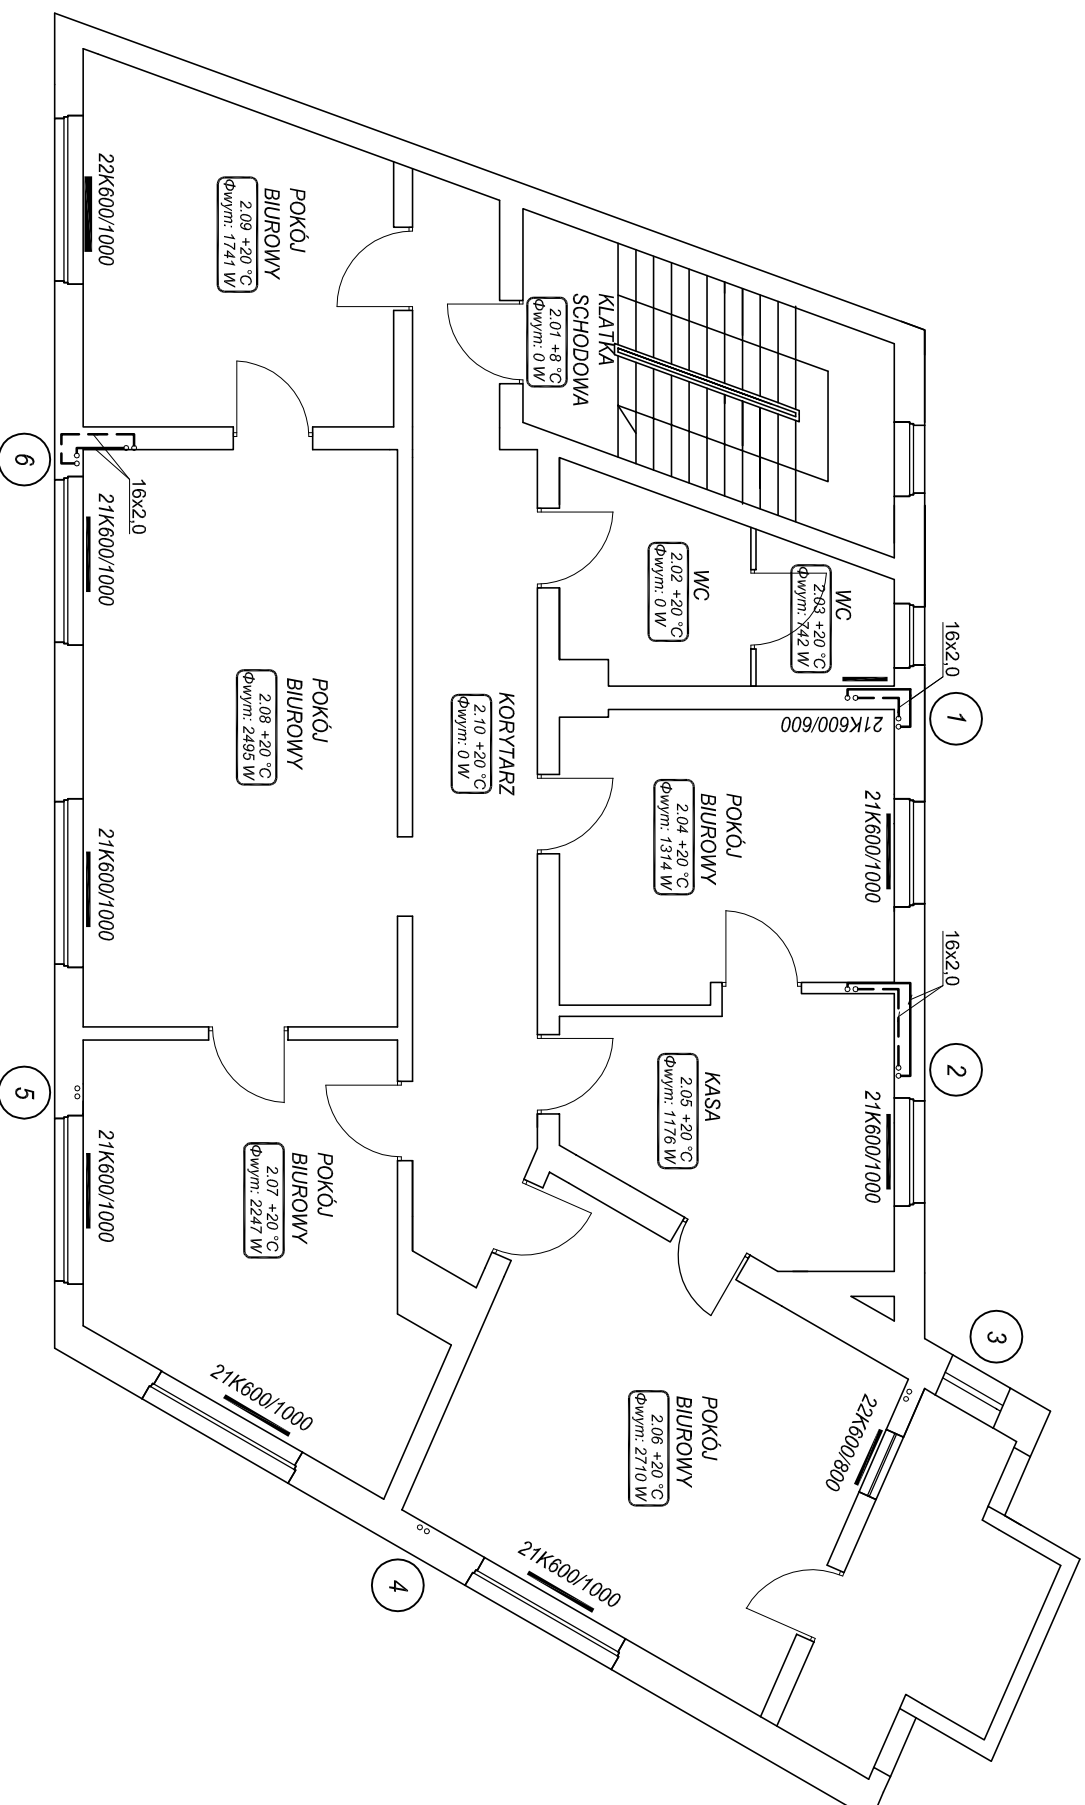 22K600/1000
POKÓJ
BIUROWY
2.09 +20 °C
Φwym: 1741 W
KLATKA
SCHODOWA
2.01 +8 °C
Φwym: 0 W
6
16x2,0
21K600/1000
POKÓJ
BIUROWY
2.08 +20 °C
Φwym: 2495 W
21K600/1000
KORYTARZ
2.10 +20 °C
Φwym: 0 W
WC
2.02 +20 °C
Φwym: 0 W
WC
2.03 +20 °C
Φwym: 742 W
16x2,0
1
21K600/600
POKÓJ
BIUROWY
2.04 +20 °C
Φwym: 1314 W
21K600/1000
16x2,0
2
KASA
2.05 +20 °C
Φwym: 1176 W
21K600/1000
5
21K600/1000
POKÓJ
BIUROWY
2.07 +20 °C
Φwym: 2247 W
21K600/1000
3
22K600/800
POKÓJ
BIUROWY
2.06 +20 °C
Φwym: 2710 W
21K600/1000
4